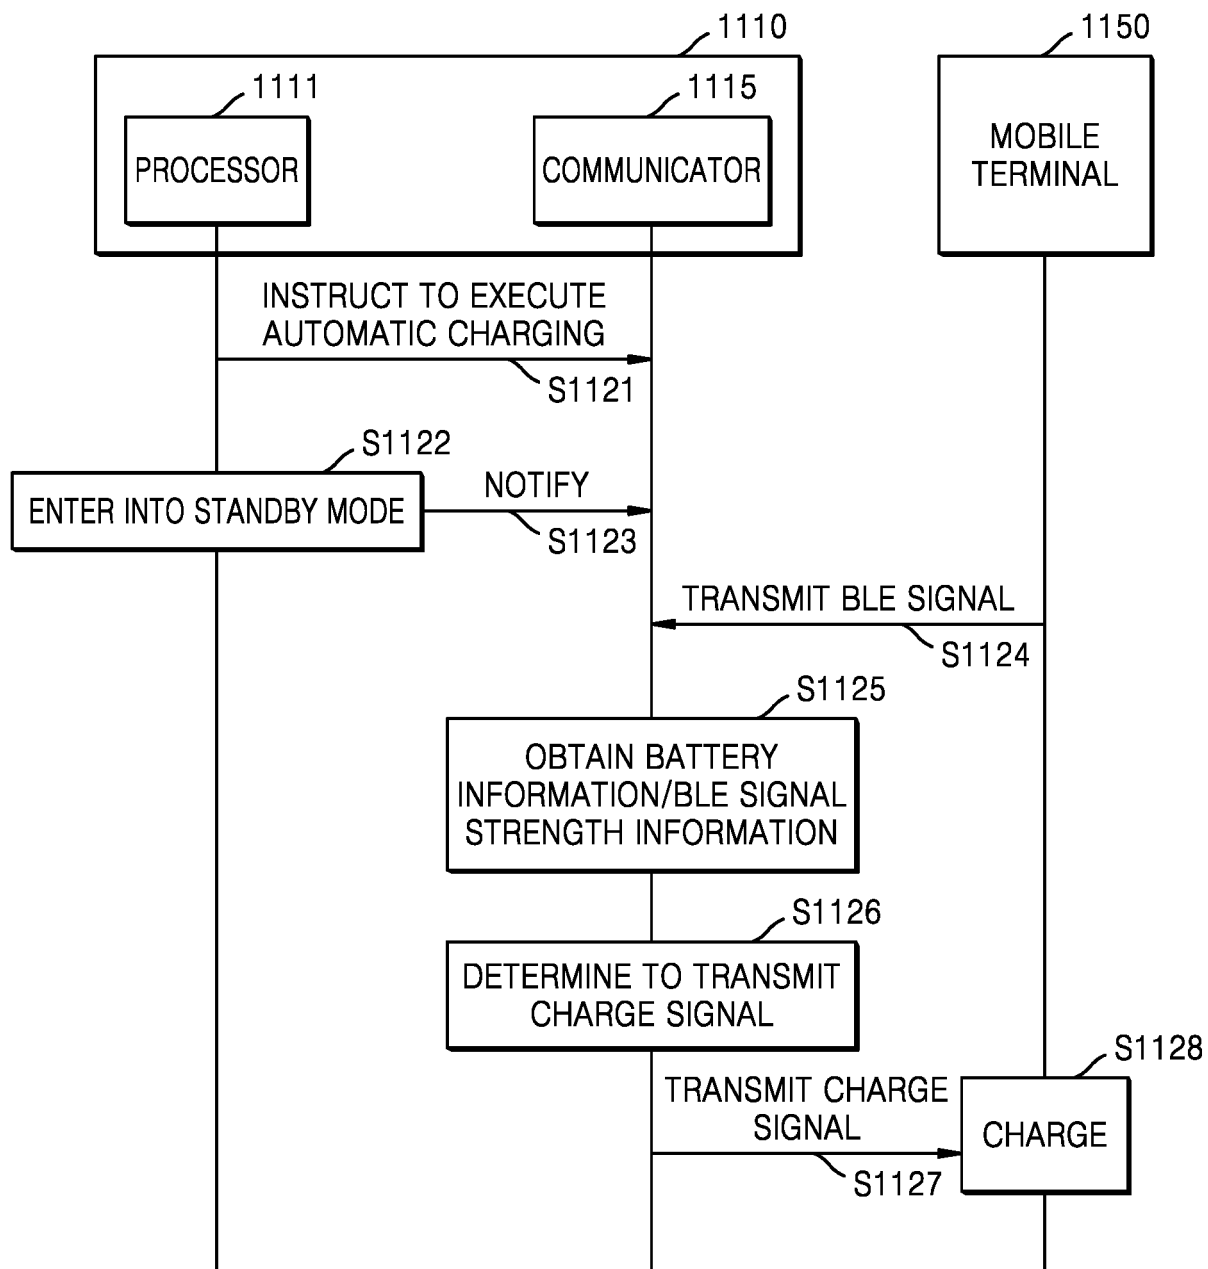 1110
1150
1111
1115
PROCESSOR
COMMUNICATOR
MOBILE
TERMINAL
INSTRUCT TO EXECUTE
AUTOMATIC CHARGING
S1121
S1122
ENTER INTO STANDBY MODE
NOTIFY
S1123
TRANSMIT BLE SIGNAL
S1124
S1125
OBTAIN BATTERY
INFORMATION/BLE SIGNAL
STRENGTH INFORMATION
S1126
DETERMINE TO TRANSMIT
CHARGE SIGNAL
S1128
TRANSMIT CHARGE
SIGNAL
CHARGE
S1127